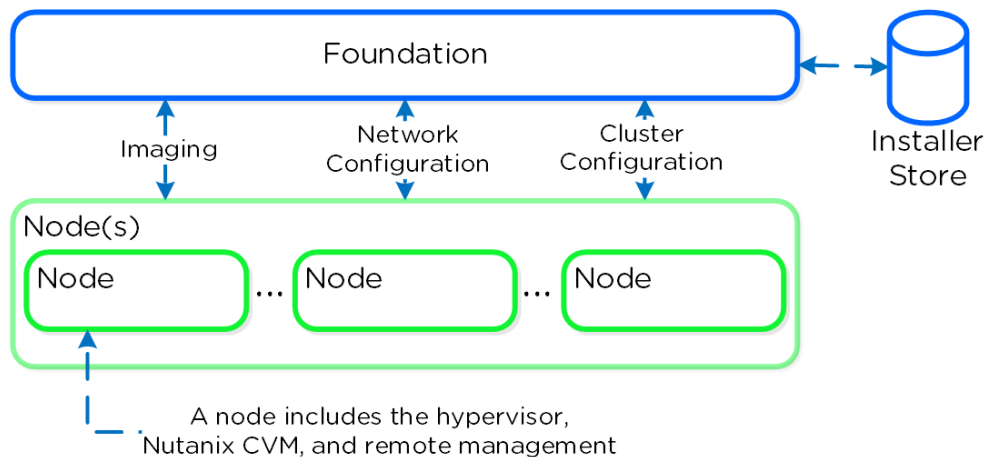 Foundation
Imaging
Network
Configuration
Cluster
Configuration
Installer
Store
Node(s)
Node
...
Node
...
Node
A node includes the hypervisor,
Nutanix CVM, and remote management